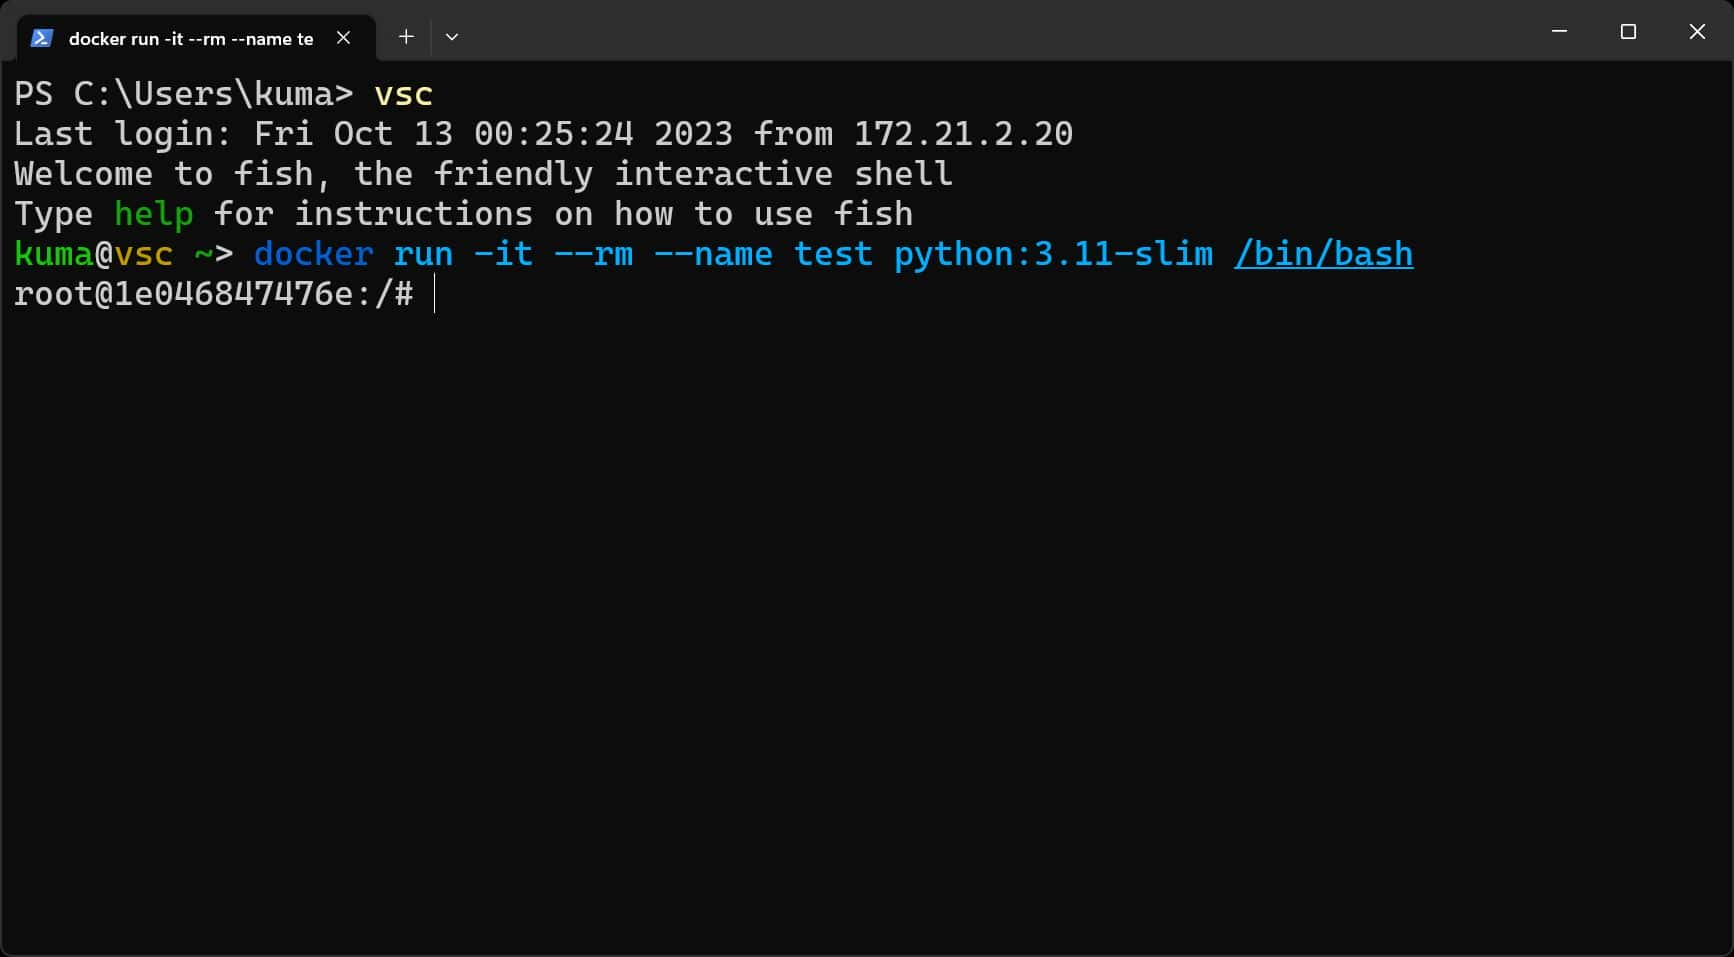 docker run -it --rm --name te
PS C:\Users\kuma> vsc
Last login: Fri Oct 13 00:25:24 2023 from 172.21.2.20
Welcome to fish, the friendly interactive shell
Type help for instructions on how to use fish
kuma@vsc ~> docker run -it --rm --name test python:3.11-slim /bin/bash
root@1e046847476e:/#